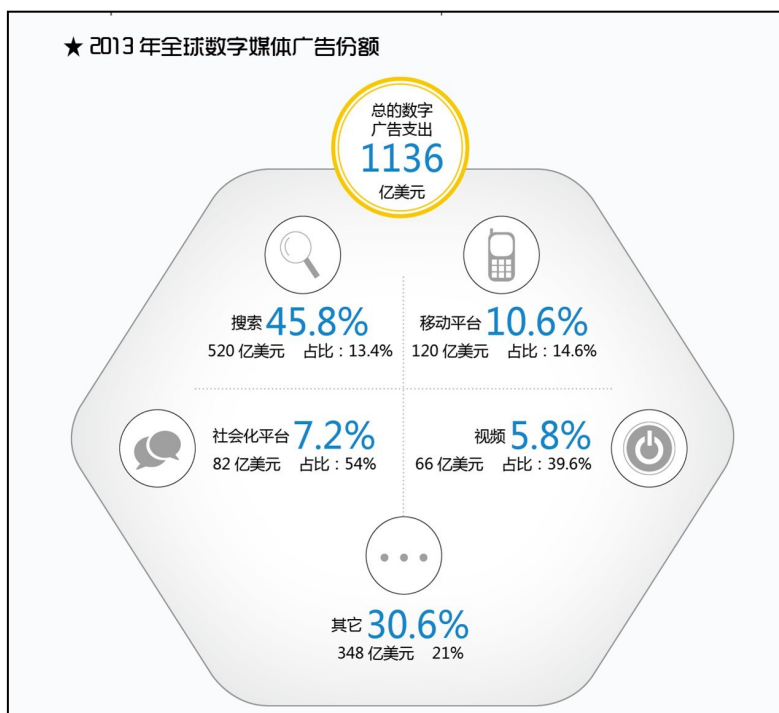 ★ 2013 年全球数字媒体广告份额
总的数字
广告支出
1136
亿美元
搜索 45.8%
520 亿美元 占比：13.4%
移动平台 10.6%
120 亿美元 占比：14.6%
社会化平台 7.2%
82 亿美元 占比：54%
视频 5.8%
66 亿美元 占比：39.6%
其它 30.6%
348 亿美元 21%